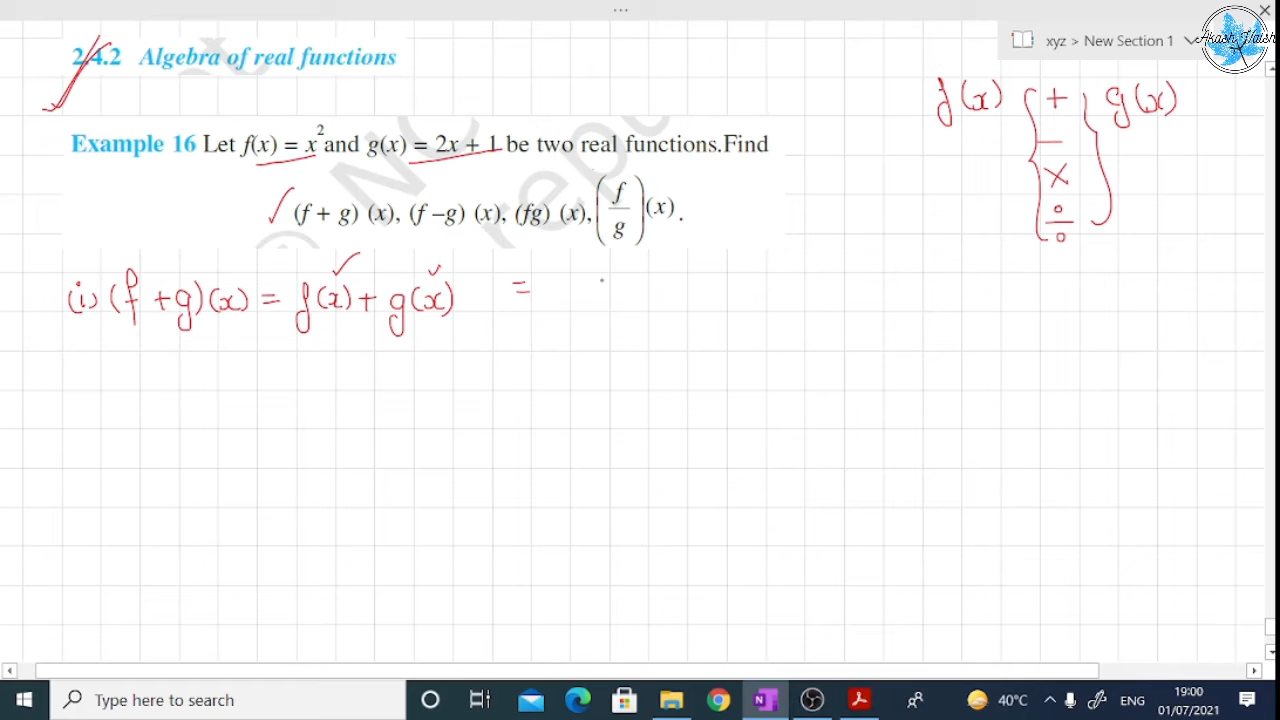 ...
xyz > New Section 1
2.4.2 Algebra of real functions
f(x) { + − × ÷ } g(x)
Example 16 Let f(x) = x² and g(x) = 2x + 1 be two real functions.Find
✓ (f + g) (x), (f –g) (x), (fg) (x), (f/g)(x).
(i) (f + g)(x) = f(x) + g(x) =
Type here to search
40°C
ENG
19:00
01/07/2021